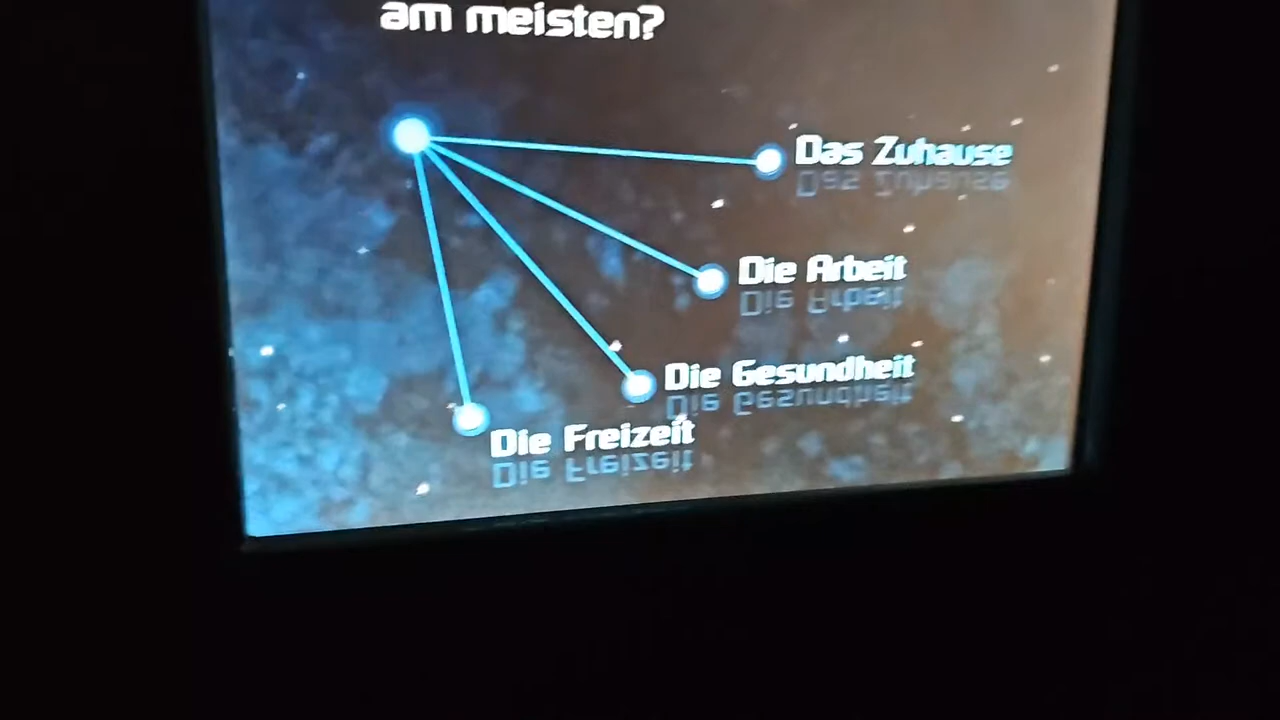 am meisten?
Das Zuhause
Die Arbeit
Die Gesundheit
Die Freizeit